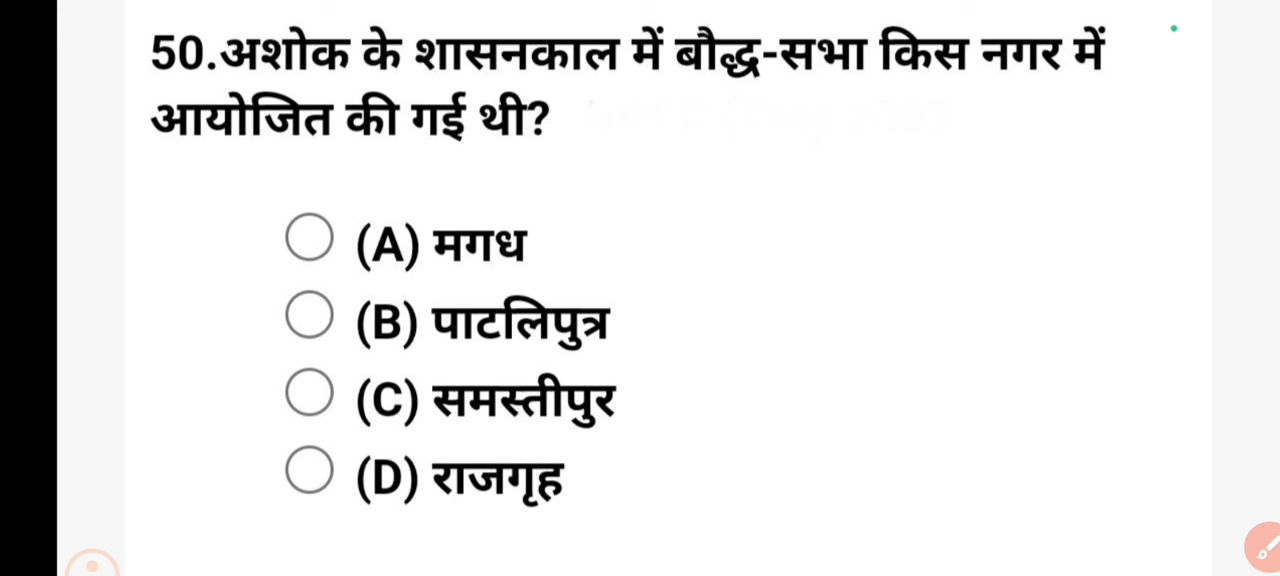 50.अशोक के शासनकाल में बौद्ध-सभा किस नगर में
आयोजित की गई थी?
(A) मगध
(B) पाटलिपुत्र
(C) समस्तीपुर
(D) राजगृह